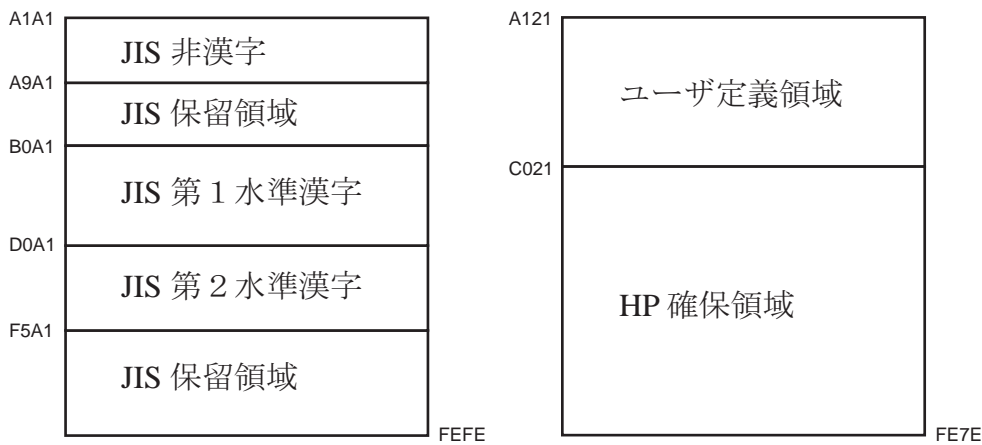 A1A1
JIS 非漢字
A9A1
JIS 保留領域
B0A1
JIS 第１水準漢字
D0A1
JIS 第２水準漢字
F5A1
JIS 保留領域
FEFE
A121
ユーザ定義領域
C021
HP 確保領域
FE7E